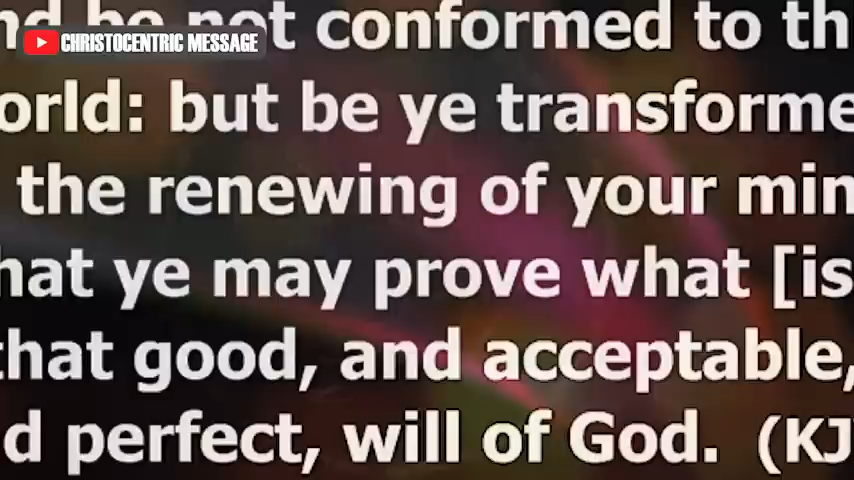 nd be not conformed to th
CHRISTOCENTRIC MESSAGE
orld: but be ye transforme
the renewing of your min
hat ye may prove what [is
that good, and acceptable,
d perfect, will of God. (KJ